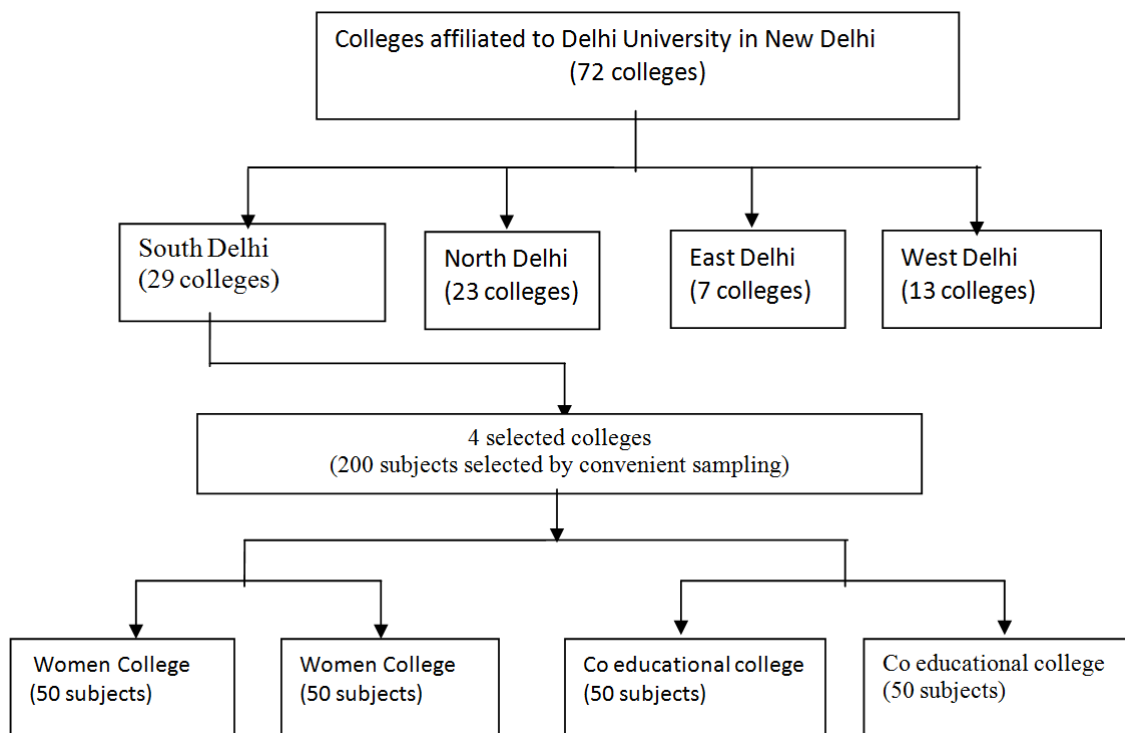 Colleges affiliated to Delhi University in New Delhi
(72 colleges)
South Delhi
(29 colleges)
North Delhi
(23 colleges)
East Delhi
(7 colleges)
West Delhi
(13 colleges)
4 selected colleges
(200 subjects selected by convenient sampling)
Women College
(50 subjects)
Women College
(50 subjects)
Co educational college
(50 subjects)
Co educational college
(50 subjects)